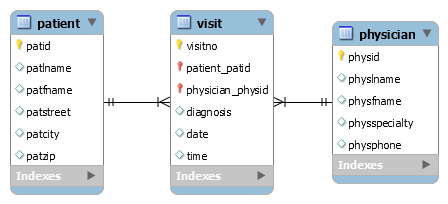 patient
patid
patlname
patfname
patstreet
patcity
patzip
Indexes
visit
visitno
patient_patid
physician_physid
diagnosis
date
time
Indexes
physician
physid
physlname
physfname
physspecialty
physphone
Indexes